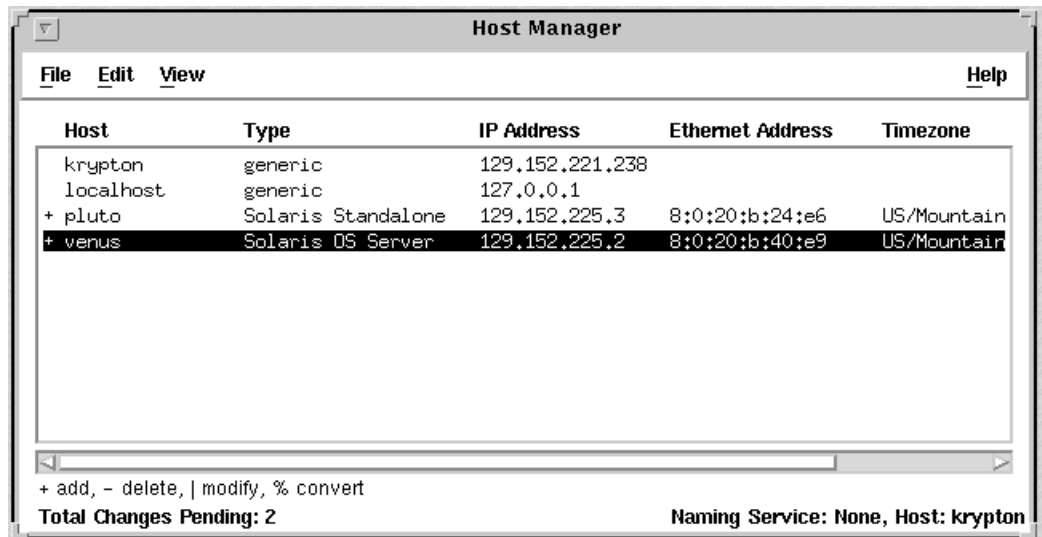 Host Manager
File Edit View Help
Host Type IP Address Ethernet Address Timezone
krypton generic 129.152.221.238
localhost generic 127.0.0.1
+ pluto Solaris Standalone 129.152.225.3 8:0:20:b:24:e6 US/Mountain
+ venus Solaris OS Server 129.152.225.2 8:0:20:b:40:e9 US/Mountain
+ add, – delete, | modify, % convert
Total Changes Pending: 2 Naming Service: None, Host: krypton